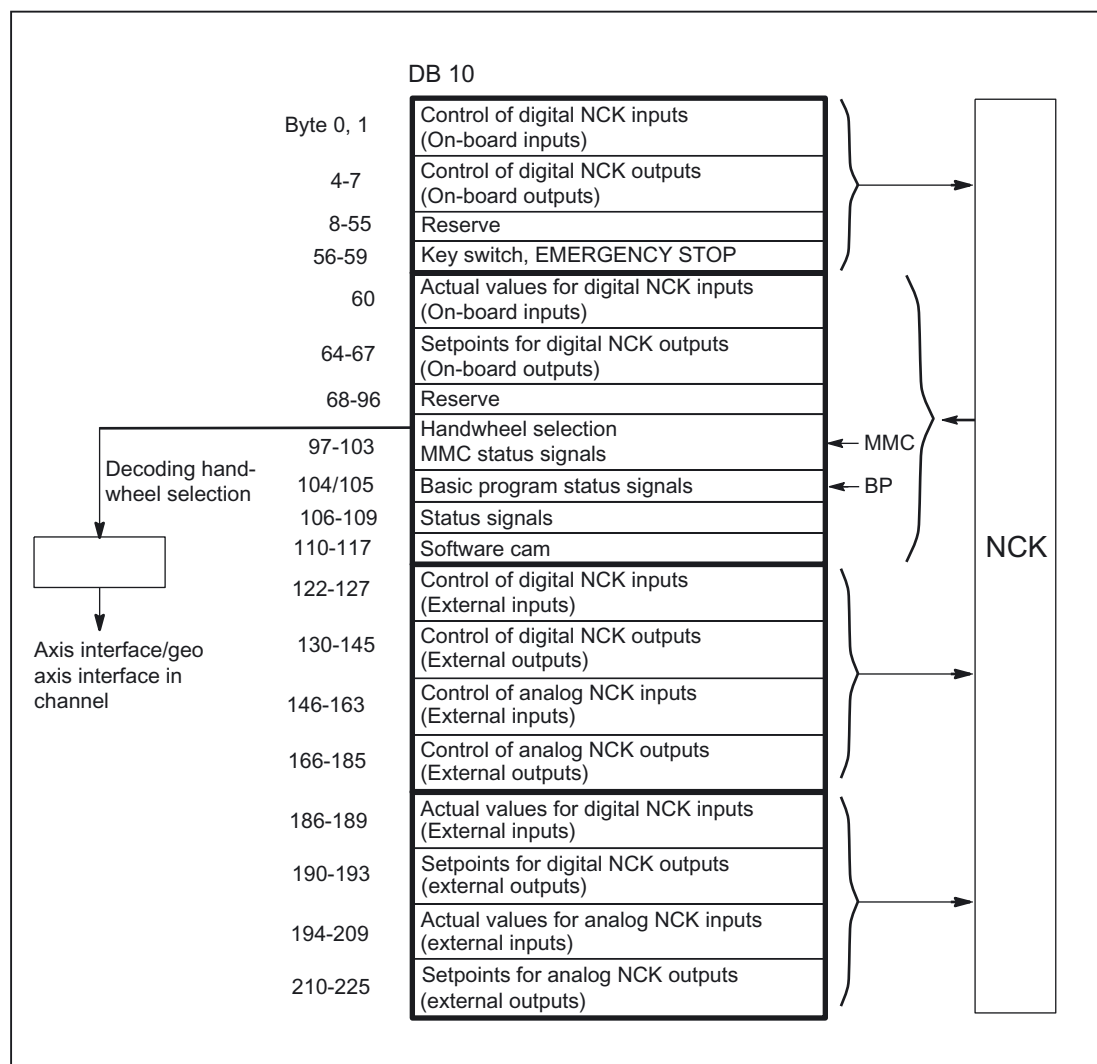 DB 10
Byte 0, 1
Control of digital NCK inputs
(On-board inputs)
4-7
Control of digital NCK outputs
(On-board outputs)
8-55
Reserve
56-59
Key switch, EMERGENCY STOP
60
Actual values for digital NCK inputs
(On-board inputs)
64-67
Setpoints for digital NCK outputs
(On-board outputs)
68-96
Reserve
97-103
Handwheel selection
MMC status signals
MMC
Decoding hand-
wheel selection
104/105
Basic program status signals
BP
106-109
Status signals
110-117
Software cam
NCK
122-127
Control of digital NCK inputs
(External inputs)
130-145
Control of digital NCK outputs
(External outputs)
Axis interface/geo
axis interface in
channel
146-163
Control of analog NCK inputs
(External inputs)
166-185
Control of analog NCK outputs
(External outputs)
186-189
Actual values for digital NCK inputs
(External inputs)
190-193
Setpoints for digital NCK outputs
(external outputs)
194-209
Actual values for analog NCK inputs
(external inputs)
210-225
Setpoints for analog NCK outputs
(external outputs)